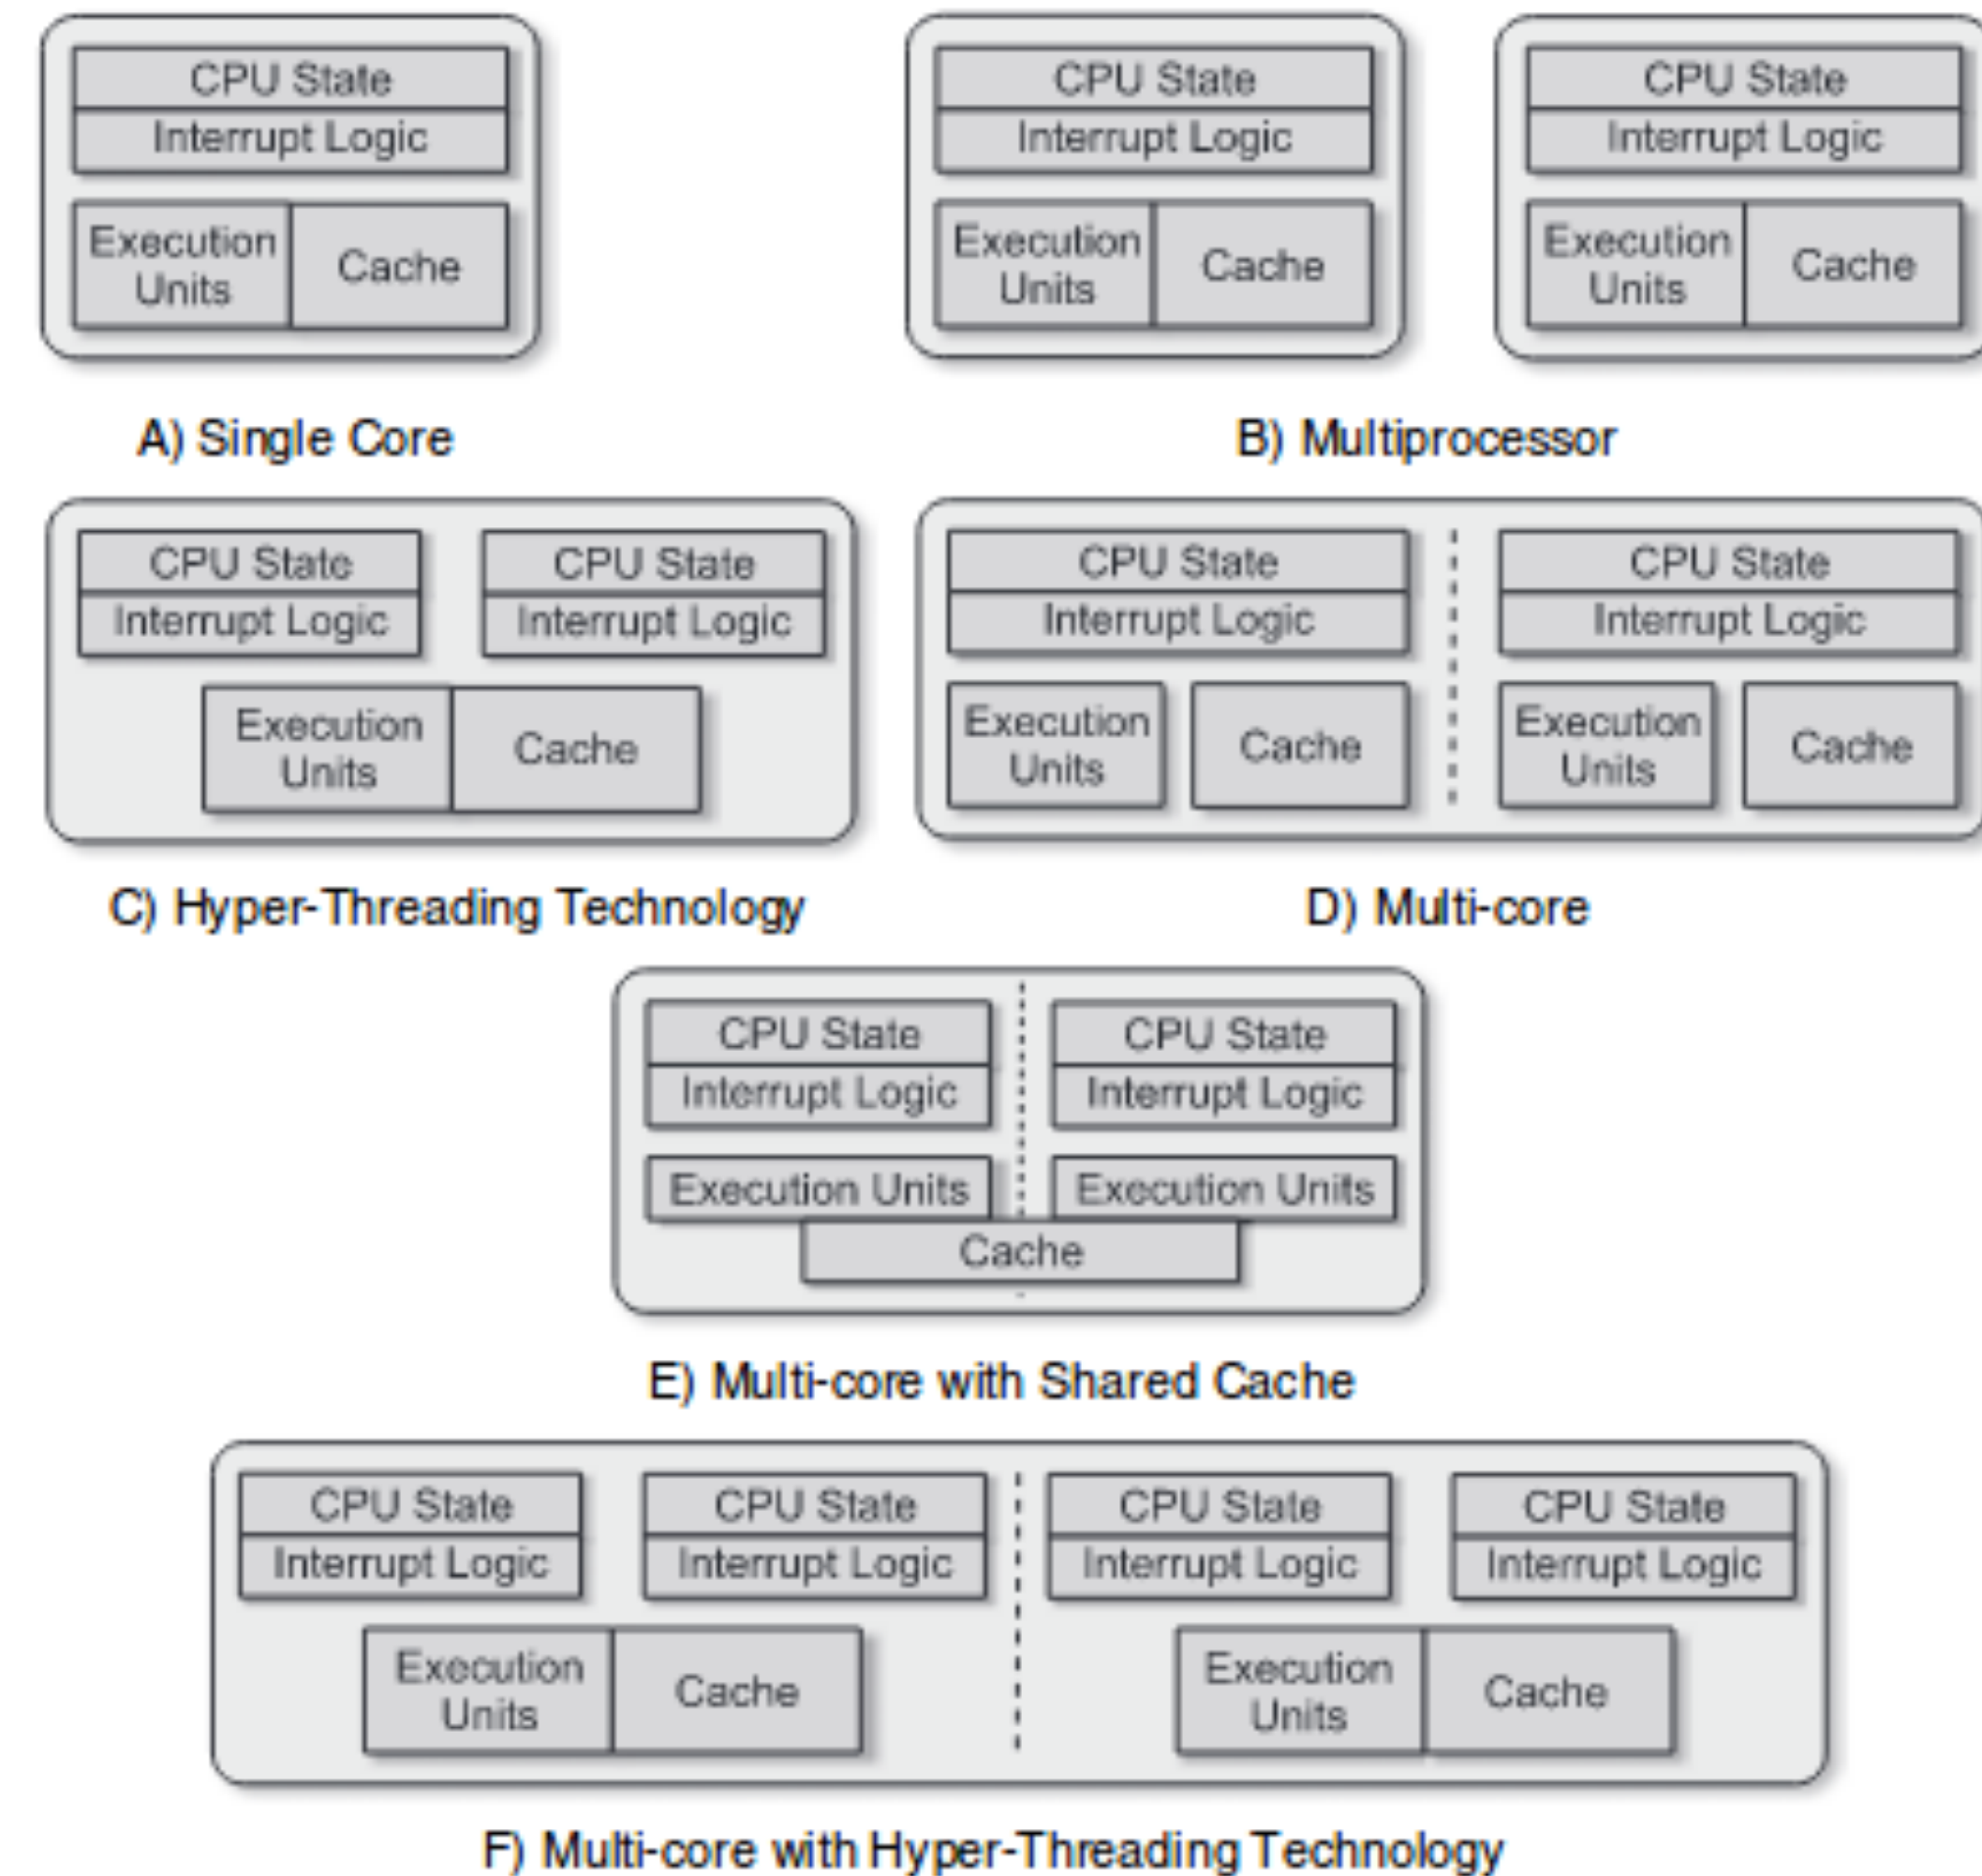 CPU State
Interrupt Logic
Execution
Units
Cache
CPU State
Interrupt Logic
Execution
Units
Cache
CPU State
Interrupt Logic
Execution
Units
Cache
A) Single Core
B) Multiprocessor
CPU State
Interrupt Logic
CPU State
Interrupt Logic
Execution
Units
Cache
CPU State
Interrupt Logic
Execution
Units
Cache
CPU State
Interrupt Logic
Execution
Units
Cache
C) Hyper-Threading Technology
D) Multi-core
CPU State
Interrupt Logic
Execution Units
CPU State
Interrupt Logic
Execution Units
Cache
E) Multi-core with Shared Cache
CPU State
Interrupt Logic
CPU State
Interrupt Logic
CPU State
Interrupt Logic
CPU State
Interrupt Logic
Execution
Units
Cache
Execution
Units
Cache
F) Multi-core with Hyper-Threading Technology